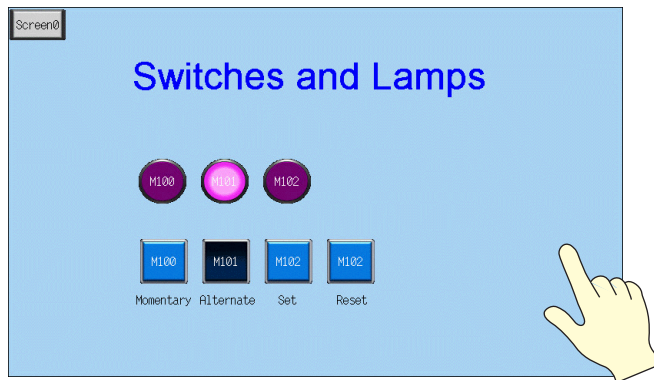 Screen0
Switches and Lamps
M100 M101 M102
M100 M101 M102 M102
Momentary Alternate Set Reset